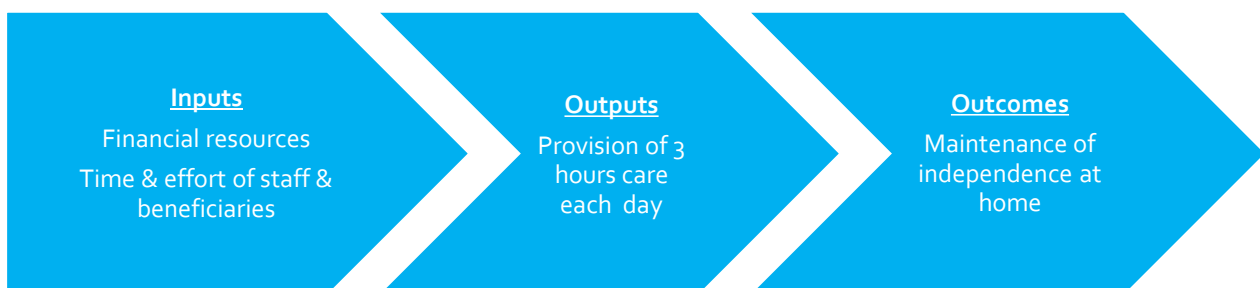 Inputs
Financial resources
Time & effort of staff &
beneficiaries
Outputs
Provision of 3
hours care
each day
Outcomes
Maintenance of
independence at
home